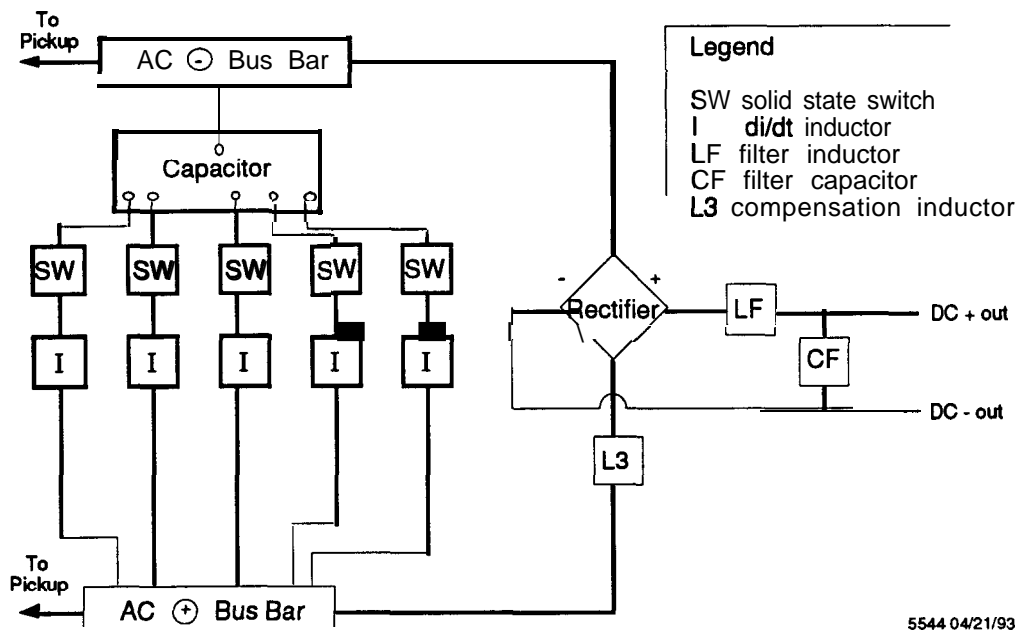 To
Pickup
AC ⊖ Bus Bar
Legend
SW solid state switch
I di/dt inductor
LF filter inductor
CF filter capacitor
L3 compensation inductor
Capacitor
SW SW SW SW SW
I I I I I
- +
Rectifier
LF
DC + out
CF
DC - out
L3
To
Pickup
AC ⊕ Bus Bar
5544 04/21/93